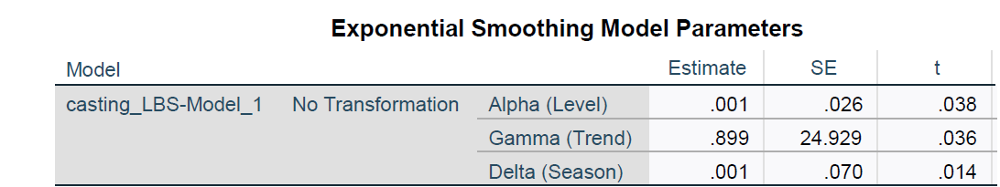 Exponential Smoothing Model Parameters
Model Estimate SE t
casting_LBS-Model_1 No Transformation Alpha (Level) .001 .026 .038
Gamma (Trend) .899 24.929 .036
Delta (Season) .001 .070 .014